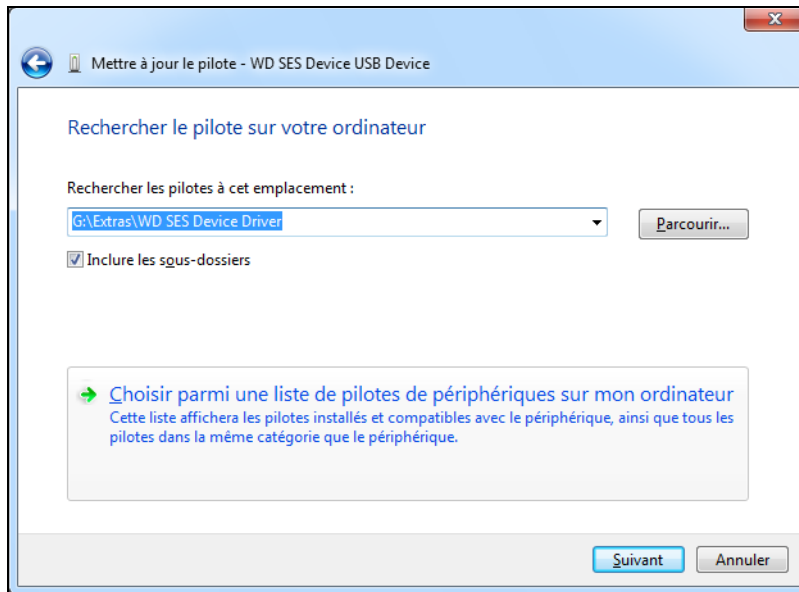 Mettre à jour le pilote - WD SES Device USB Device
Rechercher le pilote sur votre ordinateur
Rechercher les pilotes à cet emplacement :
G:\Extras\WD SES Device Driver
Parcourir...
Inclure les sous-dossiers
Choisir parmi une liste de pilotes de périphériques sur mon ordinateur
Cette liste affichera les pilotes installés et compatibles avec le périphérique, ainsi que tous les
pilotes dans la même catégorie que le périphérique.
Suivant
Annuler